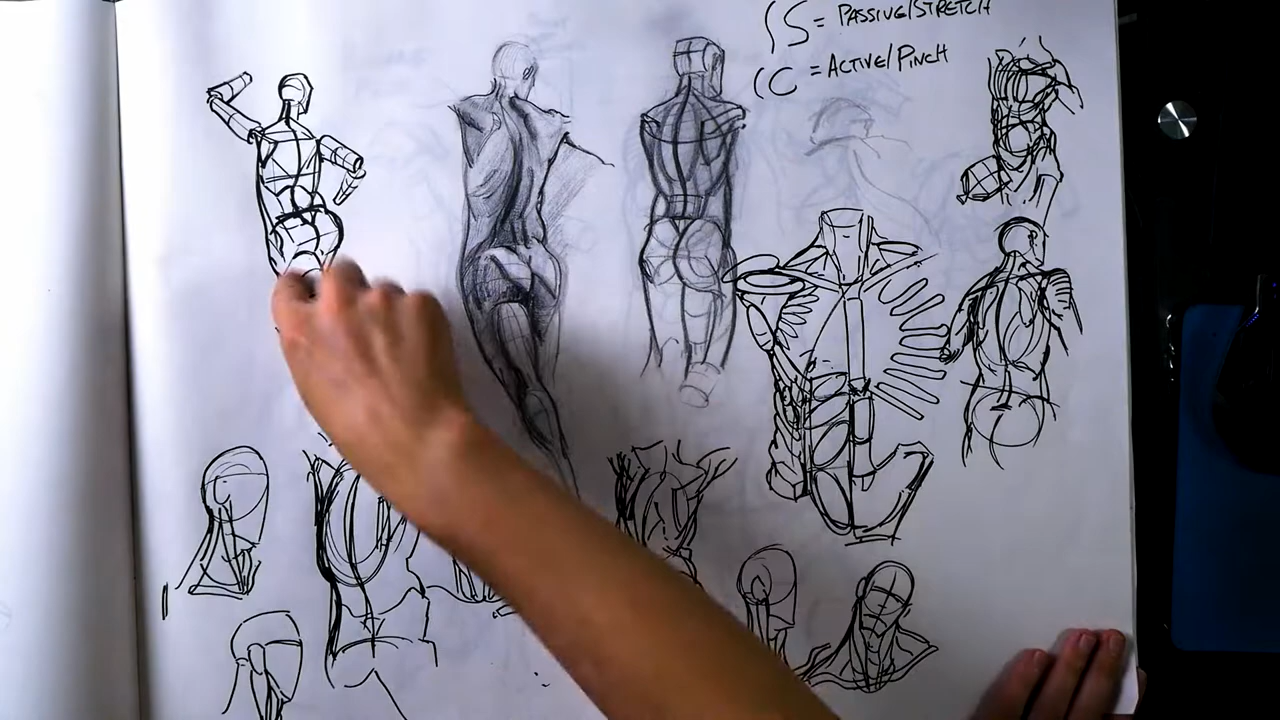 S = PASSIVE/STRETCH
C = ACTIVE/PINCH